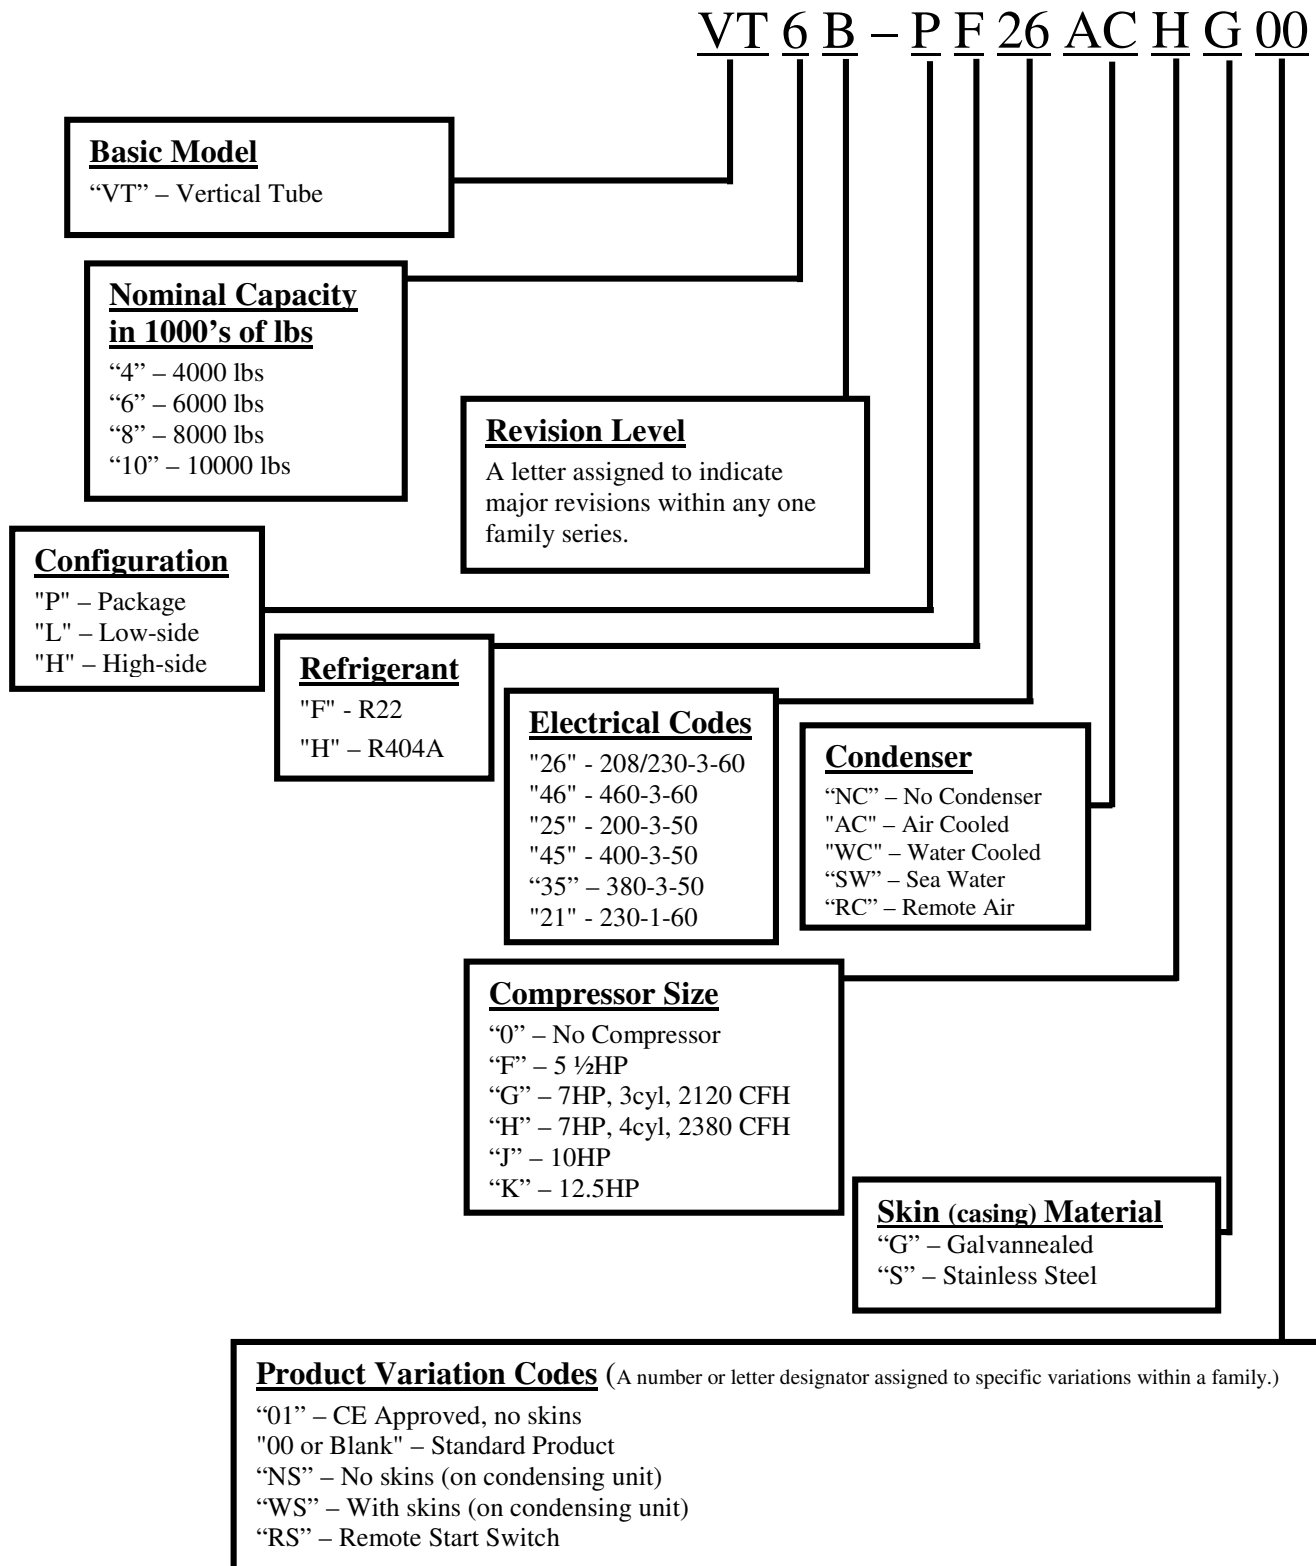 VT 6 B – P F 26 AC H G 00
Basic Model
“VT” – Vertical Tube
Nominal Capacity
in 1000’s of lbs
“4” – 4000 lbs
“6” – 6000 lbs
“8” – 8000 lbs
“10” – 10000 lbs
Revision Level
A letter assigned to indicate
major revisions within any one
family series.
Configuration
"P" – Package
"L" – Low-side
"H" – High-side
Refrigerant
"F" - R22
"H" – R404A
Electrical Codes
"26" - 208/230-3-60
"46" - 460-3-60
"25" - 200-3-50
"45" - 400-3-50
“35” – 380-3-50
"21" - 230-1-60
Condenser
“NC” – No Condenser
"AC" – Air Cooled
"WC" – Water Cooled
“SW” – Sea Water
“RC” – Remote Air
Compressor Size
“0” – No Compressor
“F” – 5 ½HP
“G” – 7HP, 3cyl, 2120 CFH
“H” – 7HP, 4cyl, 2380 CFH
“J” – 10HP
“K” – 12.5HP
Skin (casing) Material
“G” – Galvannealed
“S” – Stainless Steel
Product Variation Codes (A number or letter designator assigned to specific variations within a family.)
“01” – CE Approved, no skins
"00 or Blank" – Standard Product
“NS” – No skins (on condensing unit)
“WS” – With skins (on condensing unit)
“RS” – Remote Start Switch